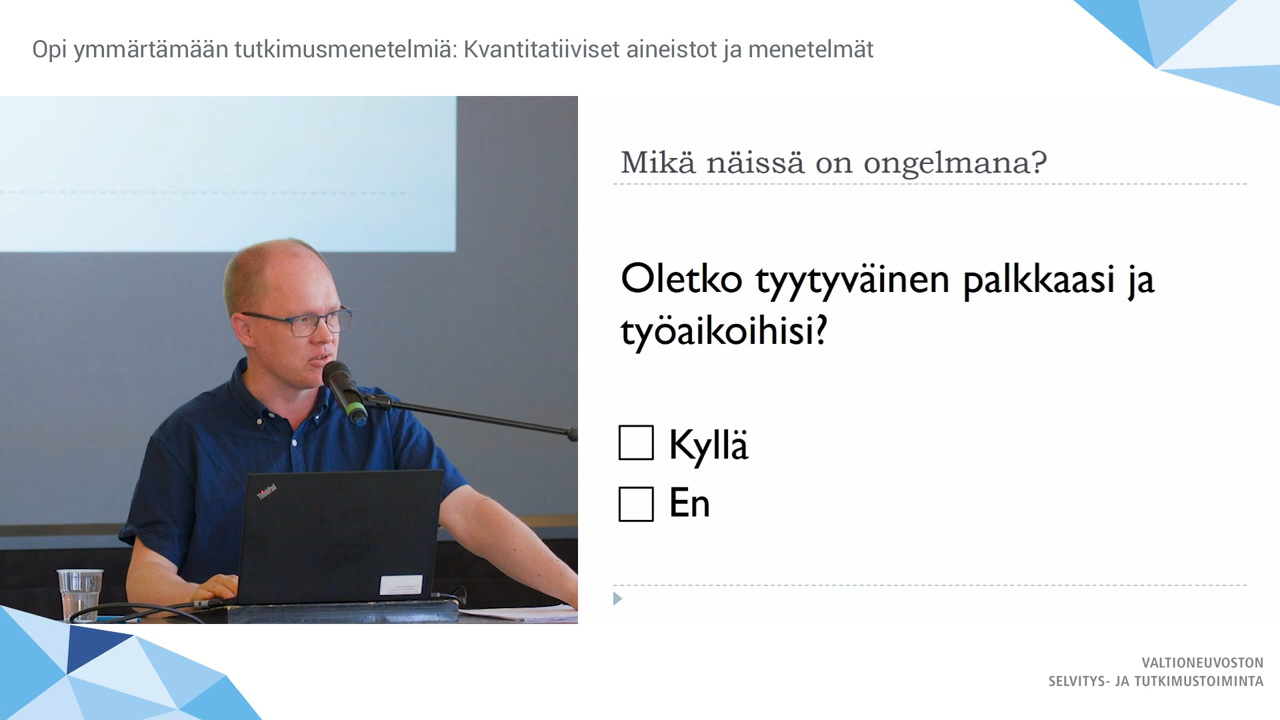 Opi ymmärtämään tutkimusmenetelmiä: Kvantitatiiviset aineistot ja menetelmät
Mikä näissä on ongelmana?
Oletko tyytyväinen palkkaasi ja
työaikoihisi?
Kyllä
En
ThinkPad
VALTIONEUVOSTON
SELVITYS- JA TUTKIMUSTOIMINTA